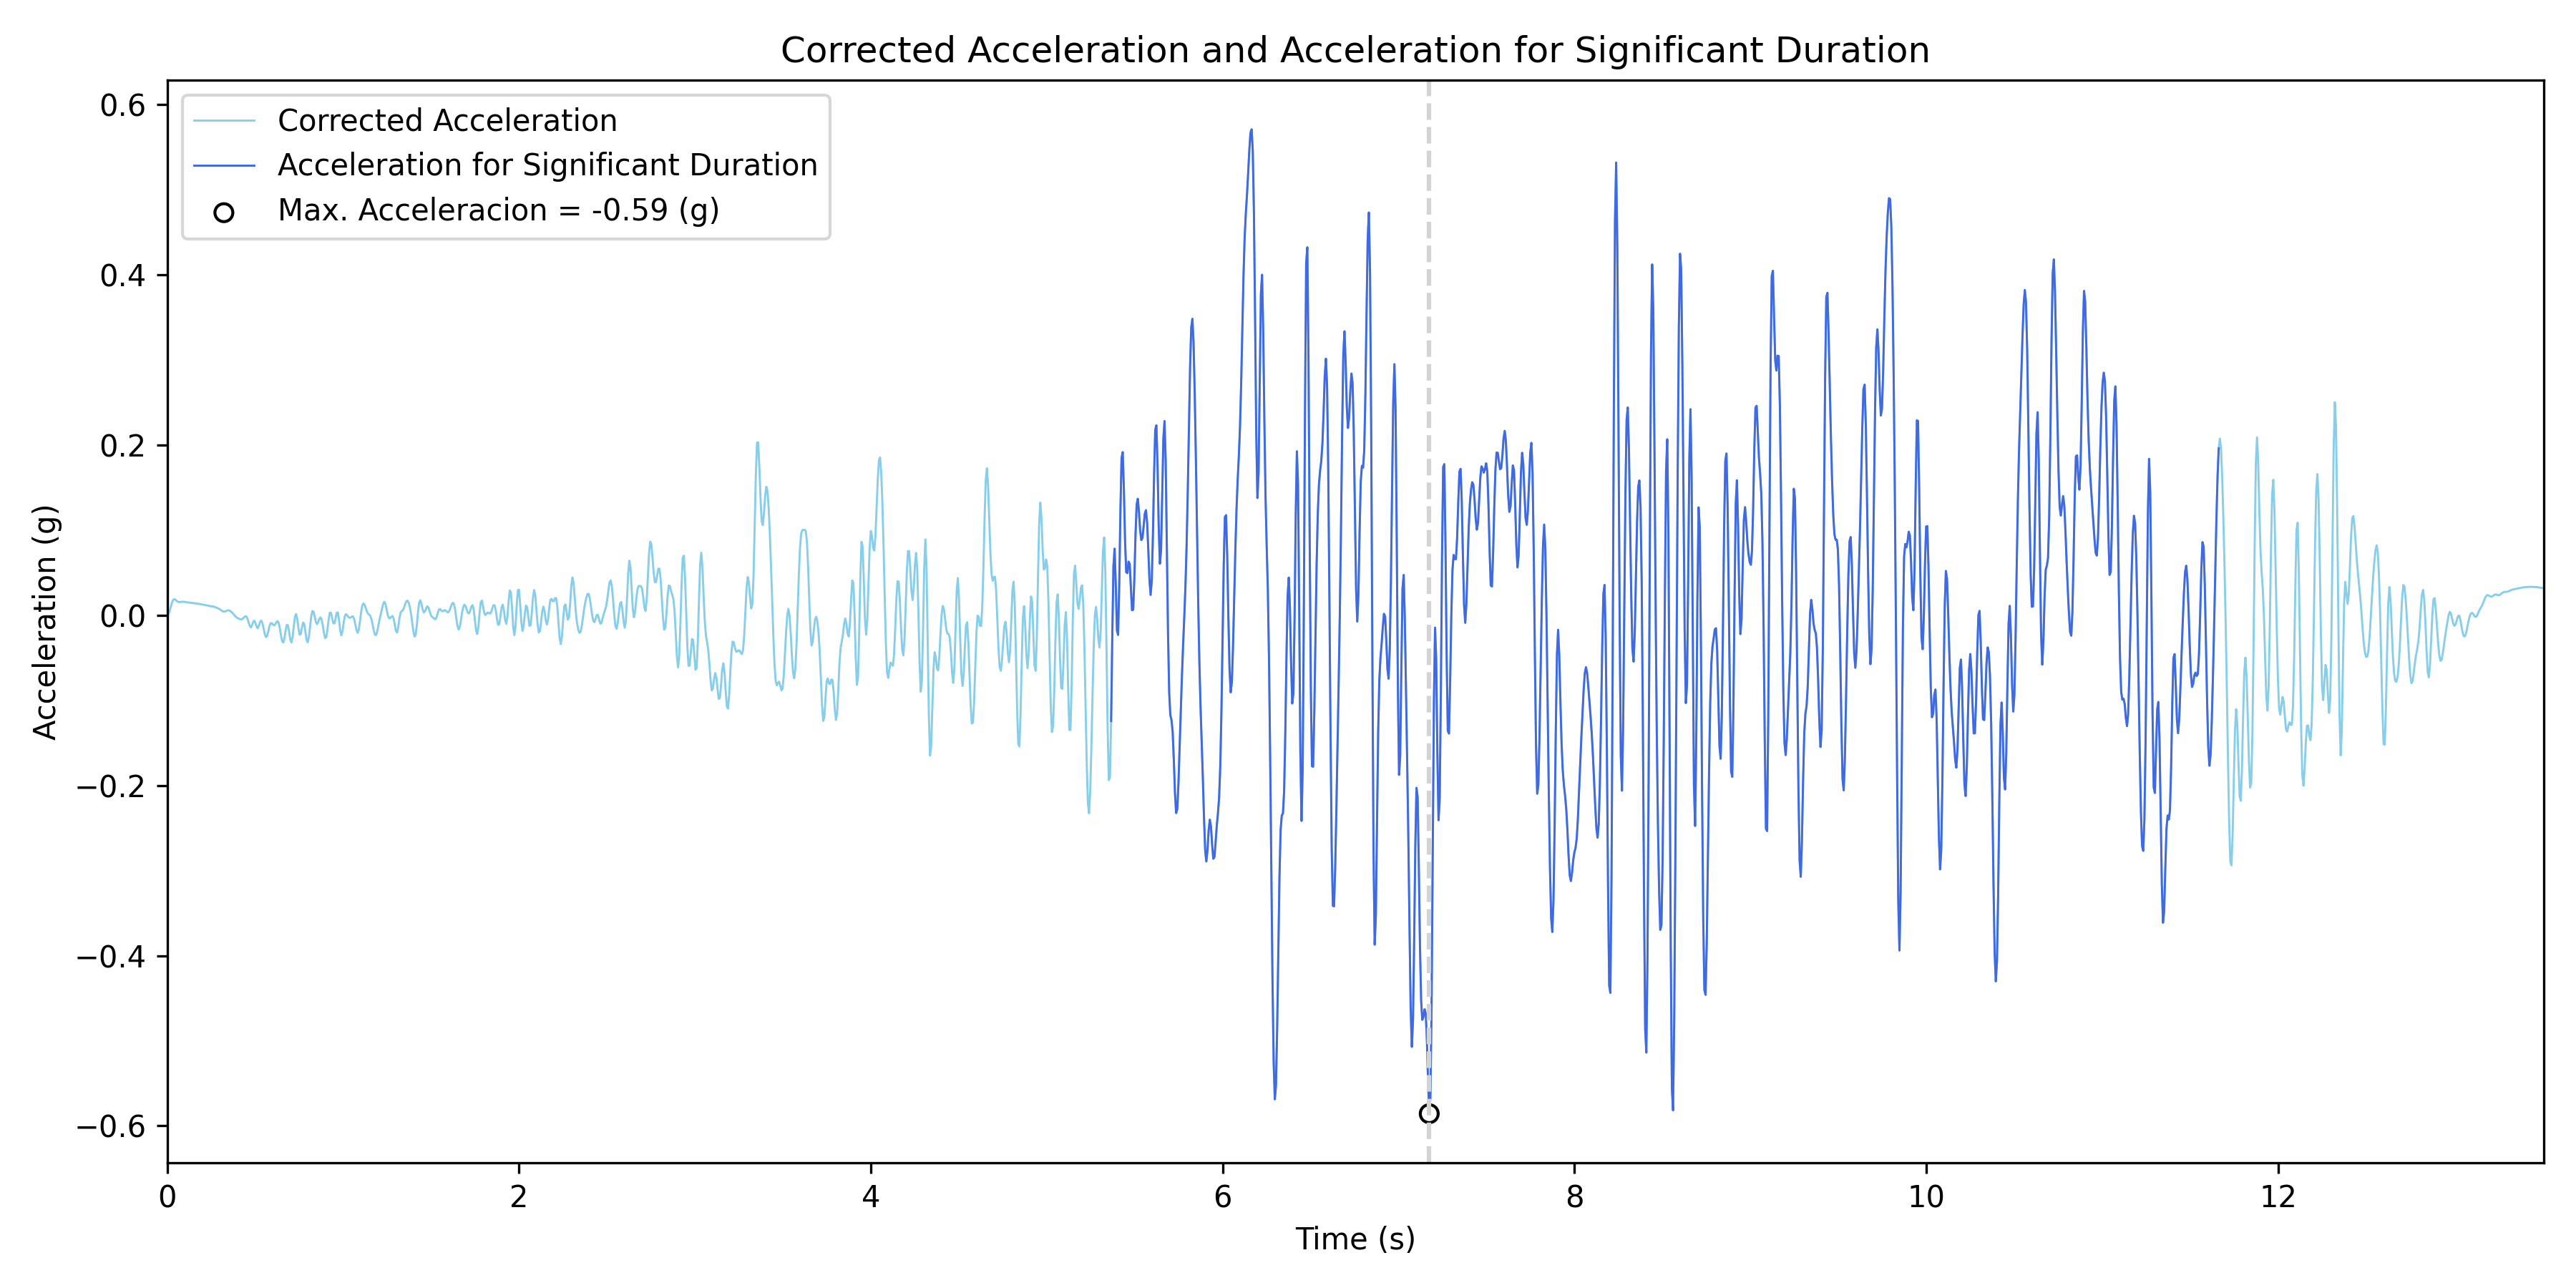 Corrected Acceleration and Acceleration for Significant Duration
Corrected Acceleration
Acceleration for Significant Duration
Max. Acceleracion = -0.59 (g)
Acceleration (g)
0.6
0.4
0.2
0.0
−0.2
−0.4
−0.6
0 2 4 6 8 10 12
Time (s)